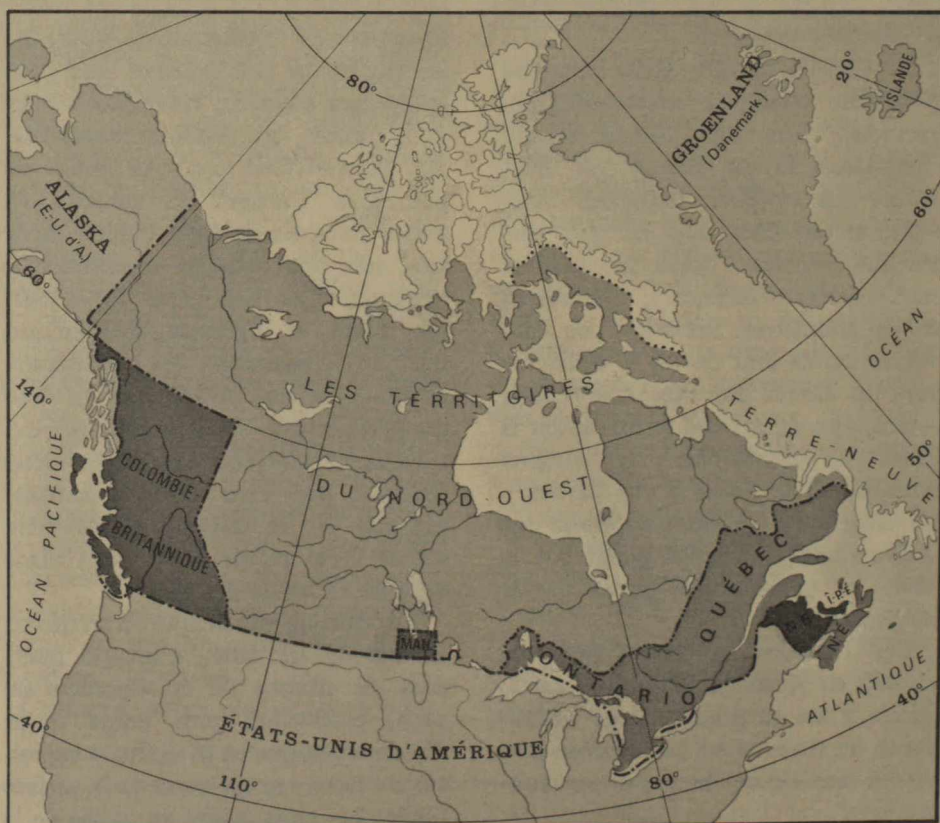 80°
20°
ISLANDE
GROENLAND
(Danemark)
ALASKA
(E.-U. d'A)
60°
60°
OCÉAN
140°
LES TERRITOIRES
TERRE-NEUVE
50°
OCÉAN PACIFIQUE
COLOMBIE-
BRITANNIQUE
DU NORD-OUEST
QUÉBEC
Î.-P.-É.
N.-B.
N.-É.
MAN.
ONTARIO
ATLANTIQUE
40°
ÉTATS-UNIS D'AMÉRIQUE
40°
110°
80°